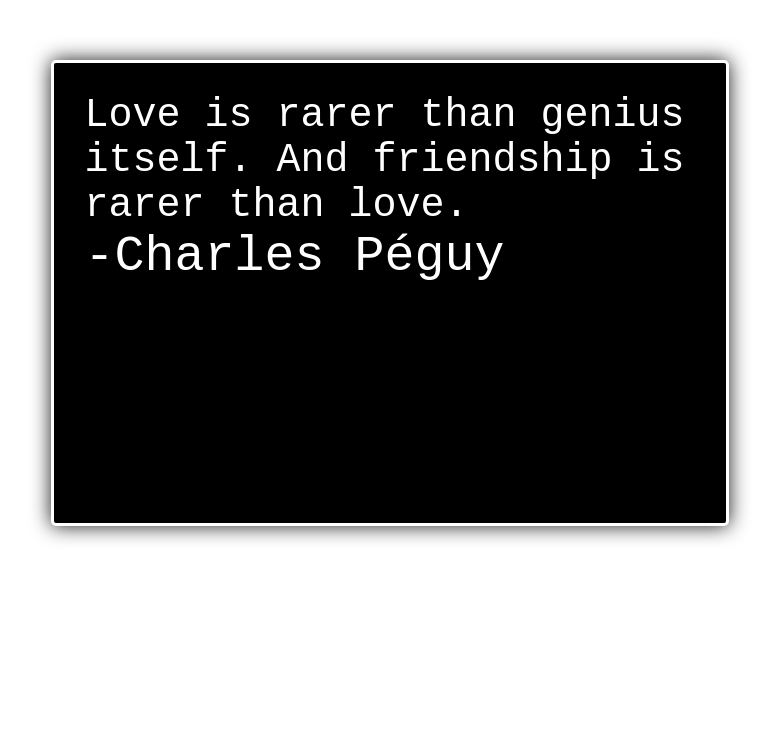 Love is rarer than genius
itself. And friendship is
rarer than love.
-Charles Péguy